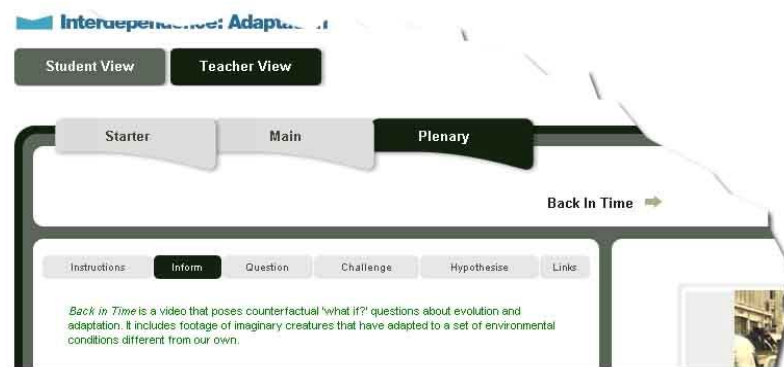 Student View Teacher View
Starter Main Plenary
Back In Time
Instructions Inform Question Challenge Hypothesise Links
Back in Time is a video that poses counterfactual 'what if?' questions about evolution and
adaptation. It includes footage of imaginary creatures that have adapted to a set of environmental
conditions different from our own.